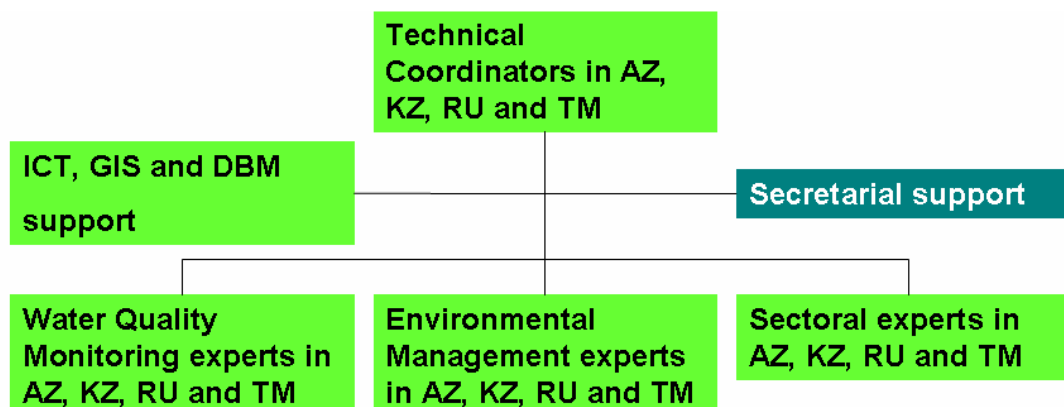 Technical
Coordinators in AZ,
KZ, RU and TM
ICT, GIS and DBM
support
Secretarial support
Water Quality
Monitoring experts in
AZ, KZ, RU and TM
Environmental
Management experts
in AZ, KZ, RU and TM
Sectoral experts in
AZ, KZ, RU and TM